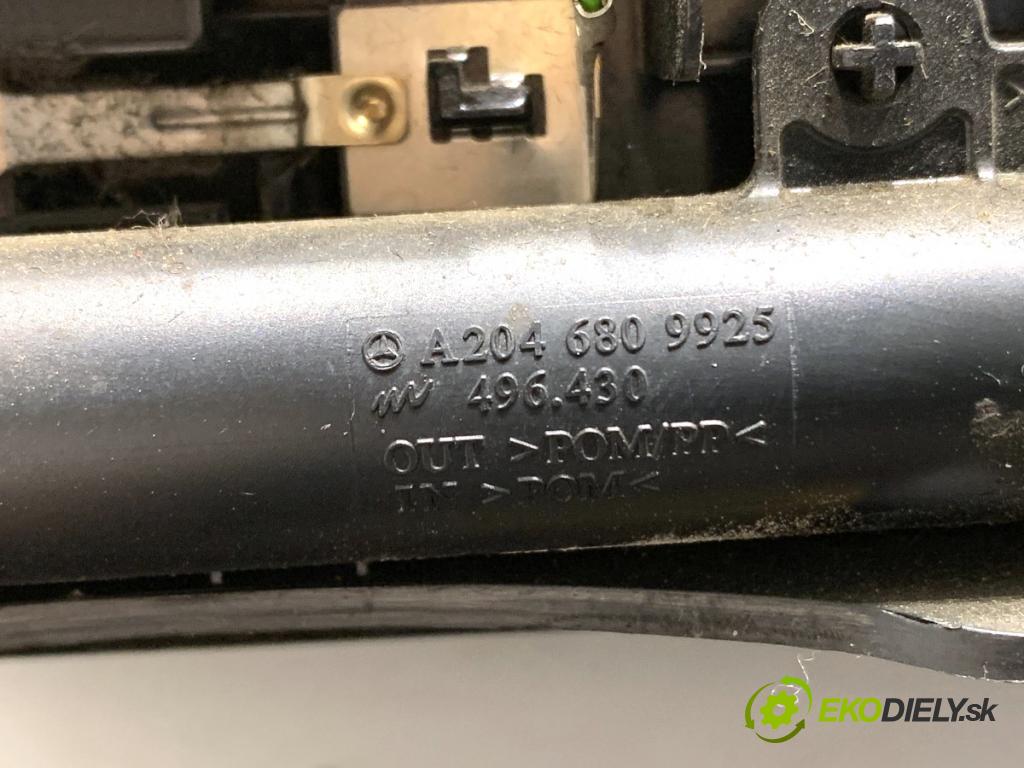 A204 680 9925
496.430
OUT >POM/PP<
IN >POM<
EKODIELY.sk